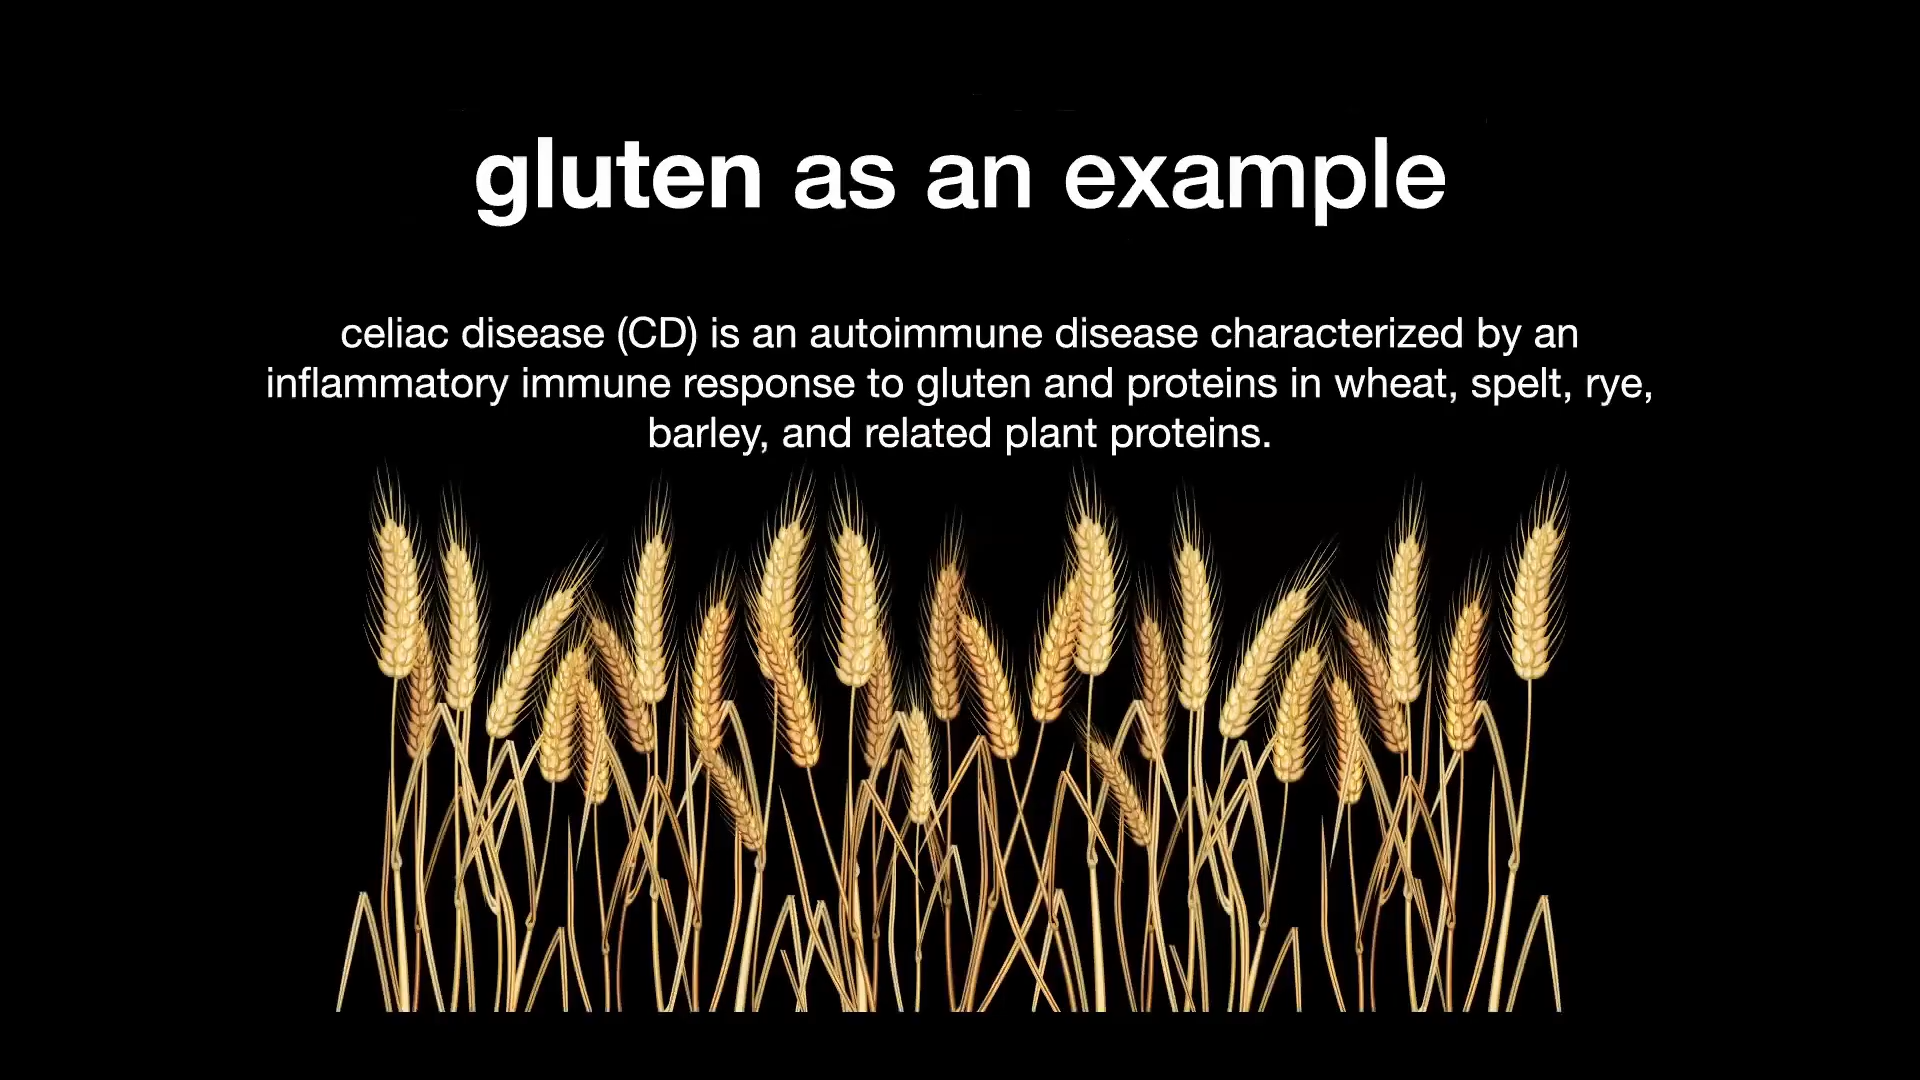 gluten as an example
celiac disease (CD) is an autoimmune disease characterized by an
inflammatory immune response to gluten and proteins in wheat, spelt, rye,
barley, and related plant proteins.